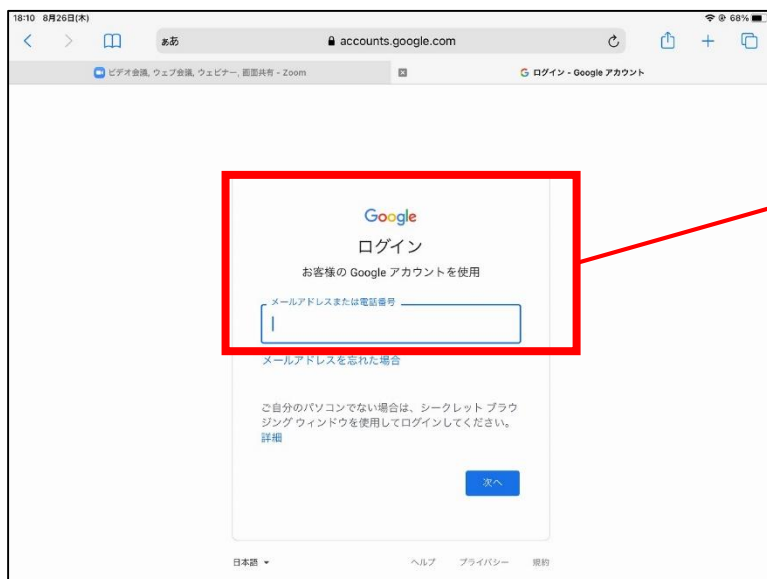 18:10 8月26日(木)
68%
ぁあ
accounts.google.com
ビデオ会議, ウェブ会議, ウェビナー, 画面共有 - Zoom
G ログイン - Google アカウント
Google
ログイン
お客様の Google アカウントを使用
メールアドレスまたは電話番号
メールアドレスを忘れた場合
ご自分のパソコンでない場合は、シークレット ブラウ
ジング ウィンドウを使用してログインしてください。
詳細
次へ
日本語
ヘルプ プライバシー 規約